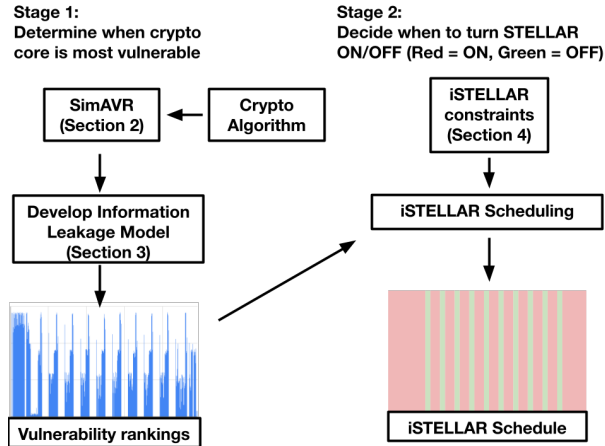 Stage 1:
Determine when crypto
core is most vulnerable
SimAVR
(Section 2)
Crypto
Algorithm
Develop Information
Leakage Model
(Section 3)
Vulnerability rankings
Stage 2:
Decide when to turn STELLAR
ON/OFF (Red = ON, Green = OFF)
iSTELLAR
constraints
(Section 4)
iSTELLAR Scheduling
iSTELLAR Schedule